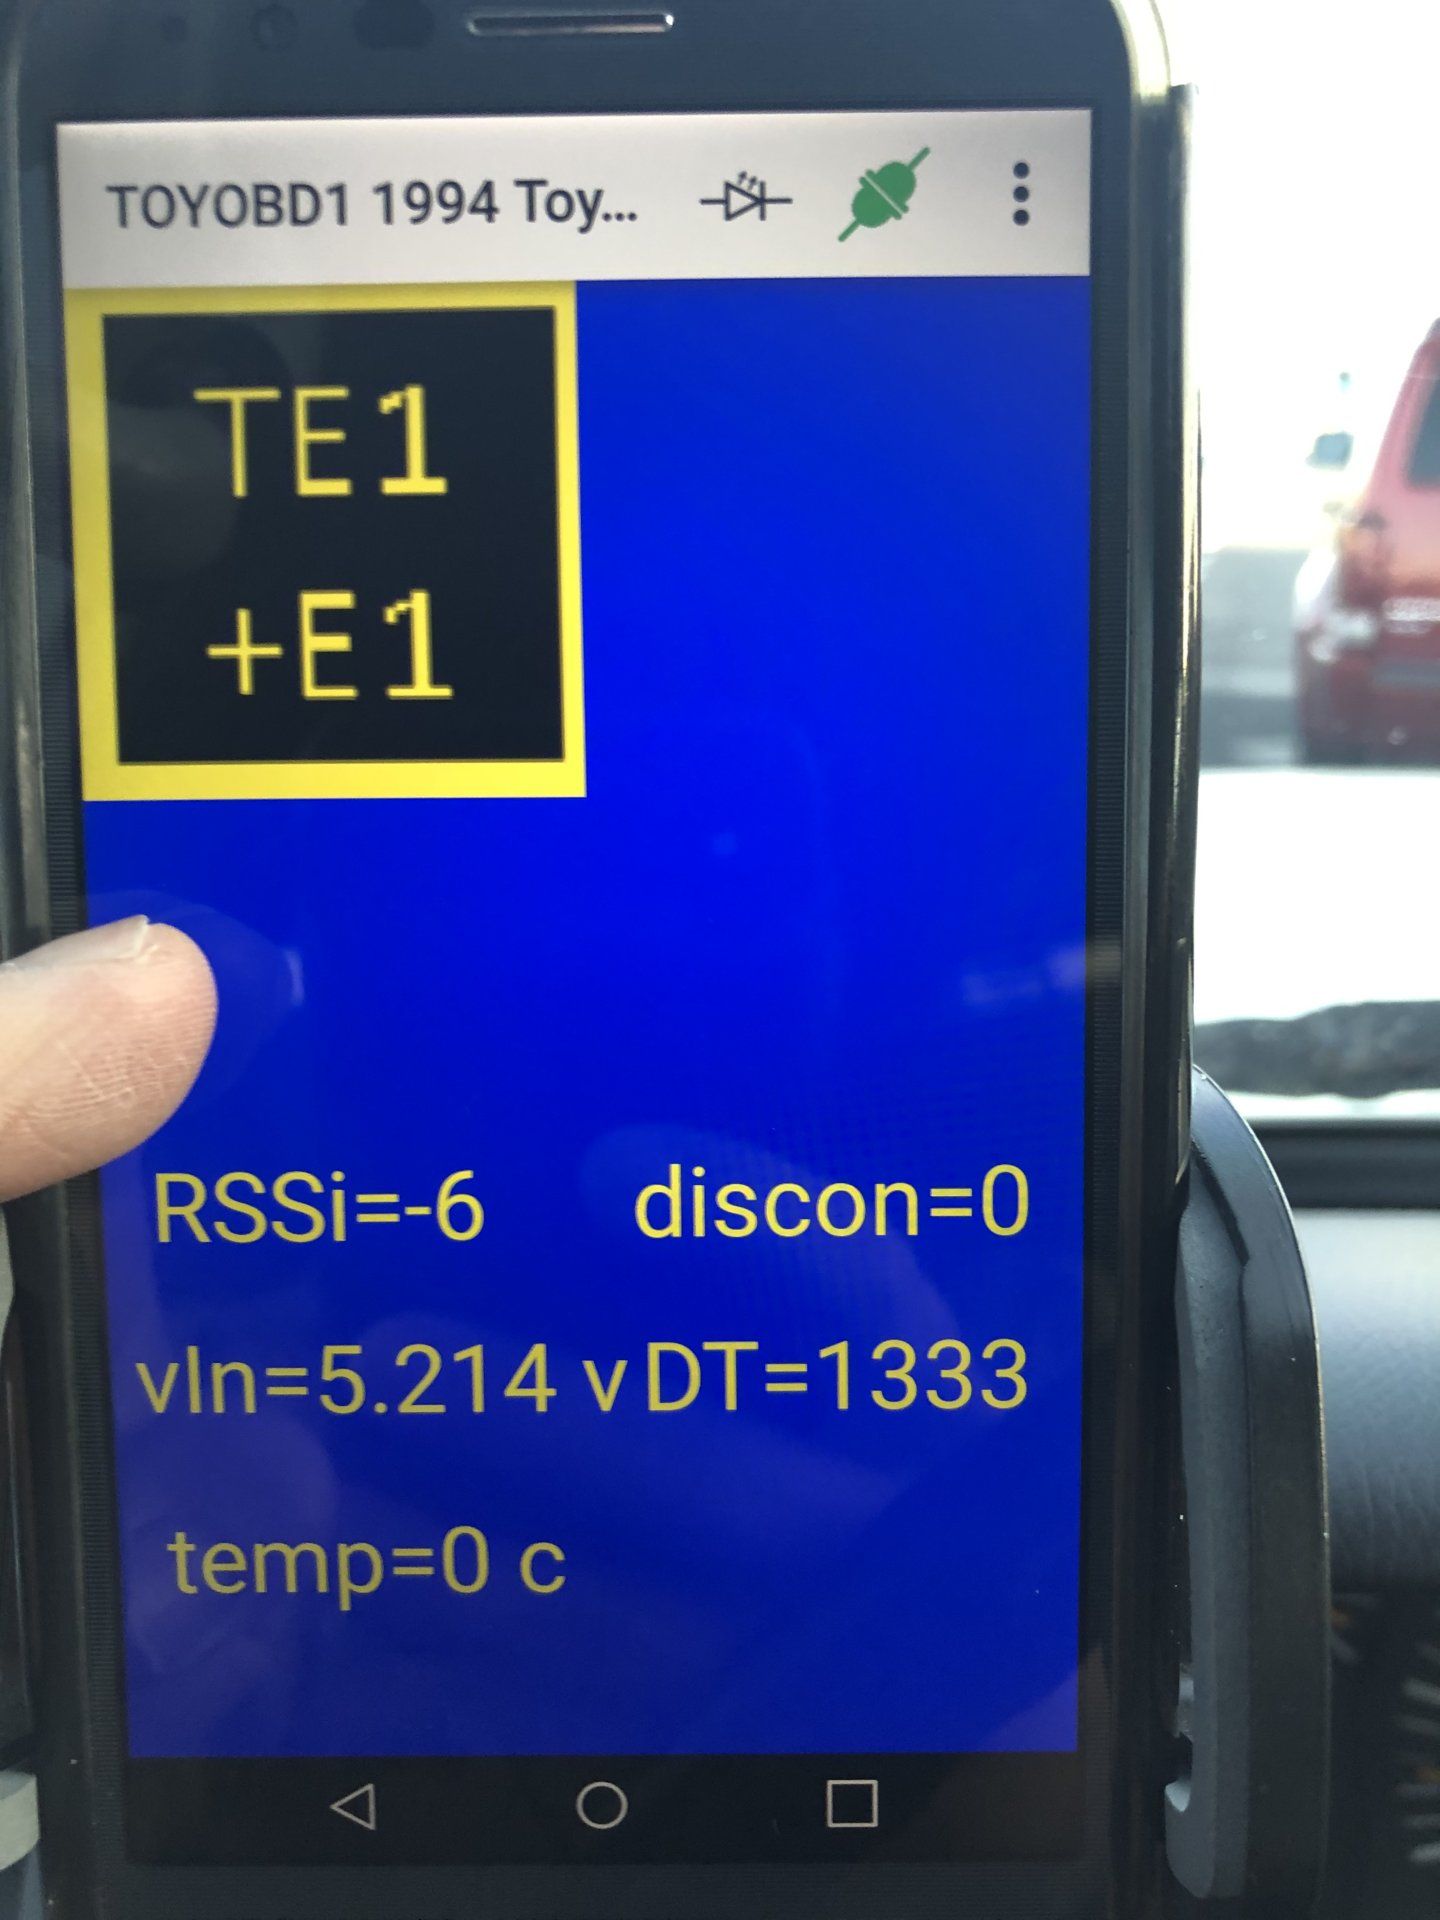 TOYOBD1 1994 Toy...
TE1
+E1
RSSi=-6 discon=0
vIn=5.214 v DT=1333
temp=0 c